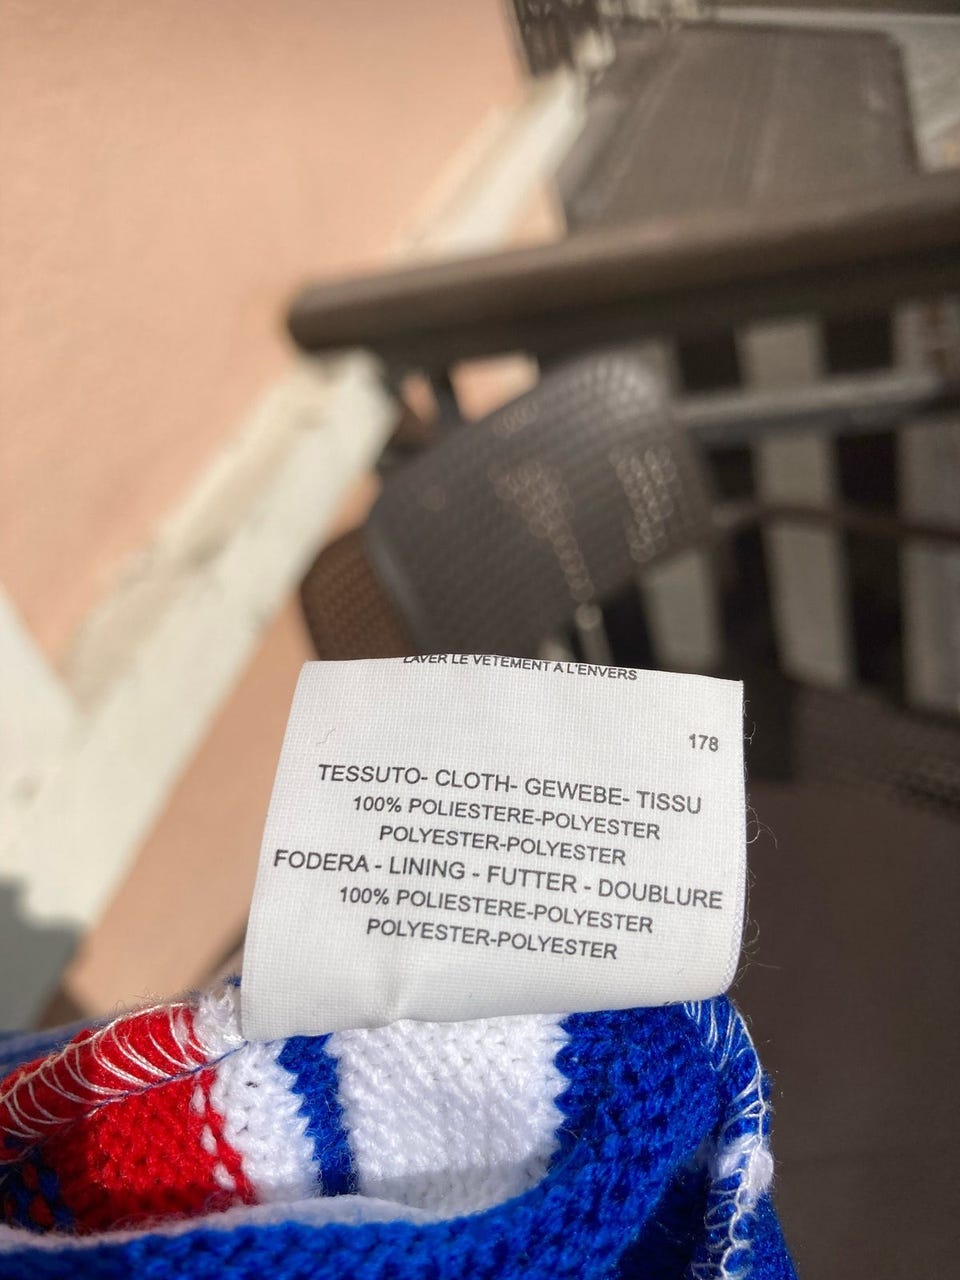 LAVER LE VETEMENT A L'ENVERS
178
TESSUTO- CLOTH- GEWEBE- TISSU
100% POLIESTERE-POLYESTER
POLYESTER-POLYESTER
FODERA - LINING - FUTTER - DOUBLURE
100% POLIESTERE-POLYESTER
POLYESTER-POLYESTER